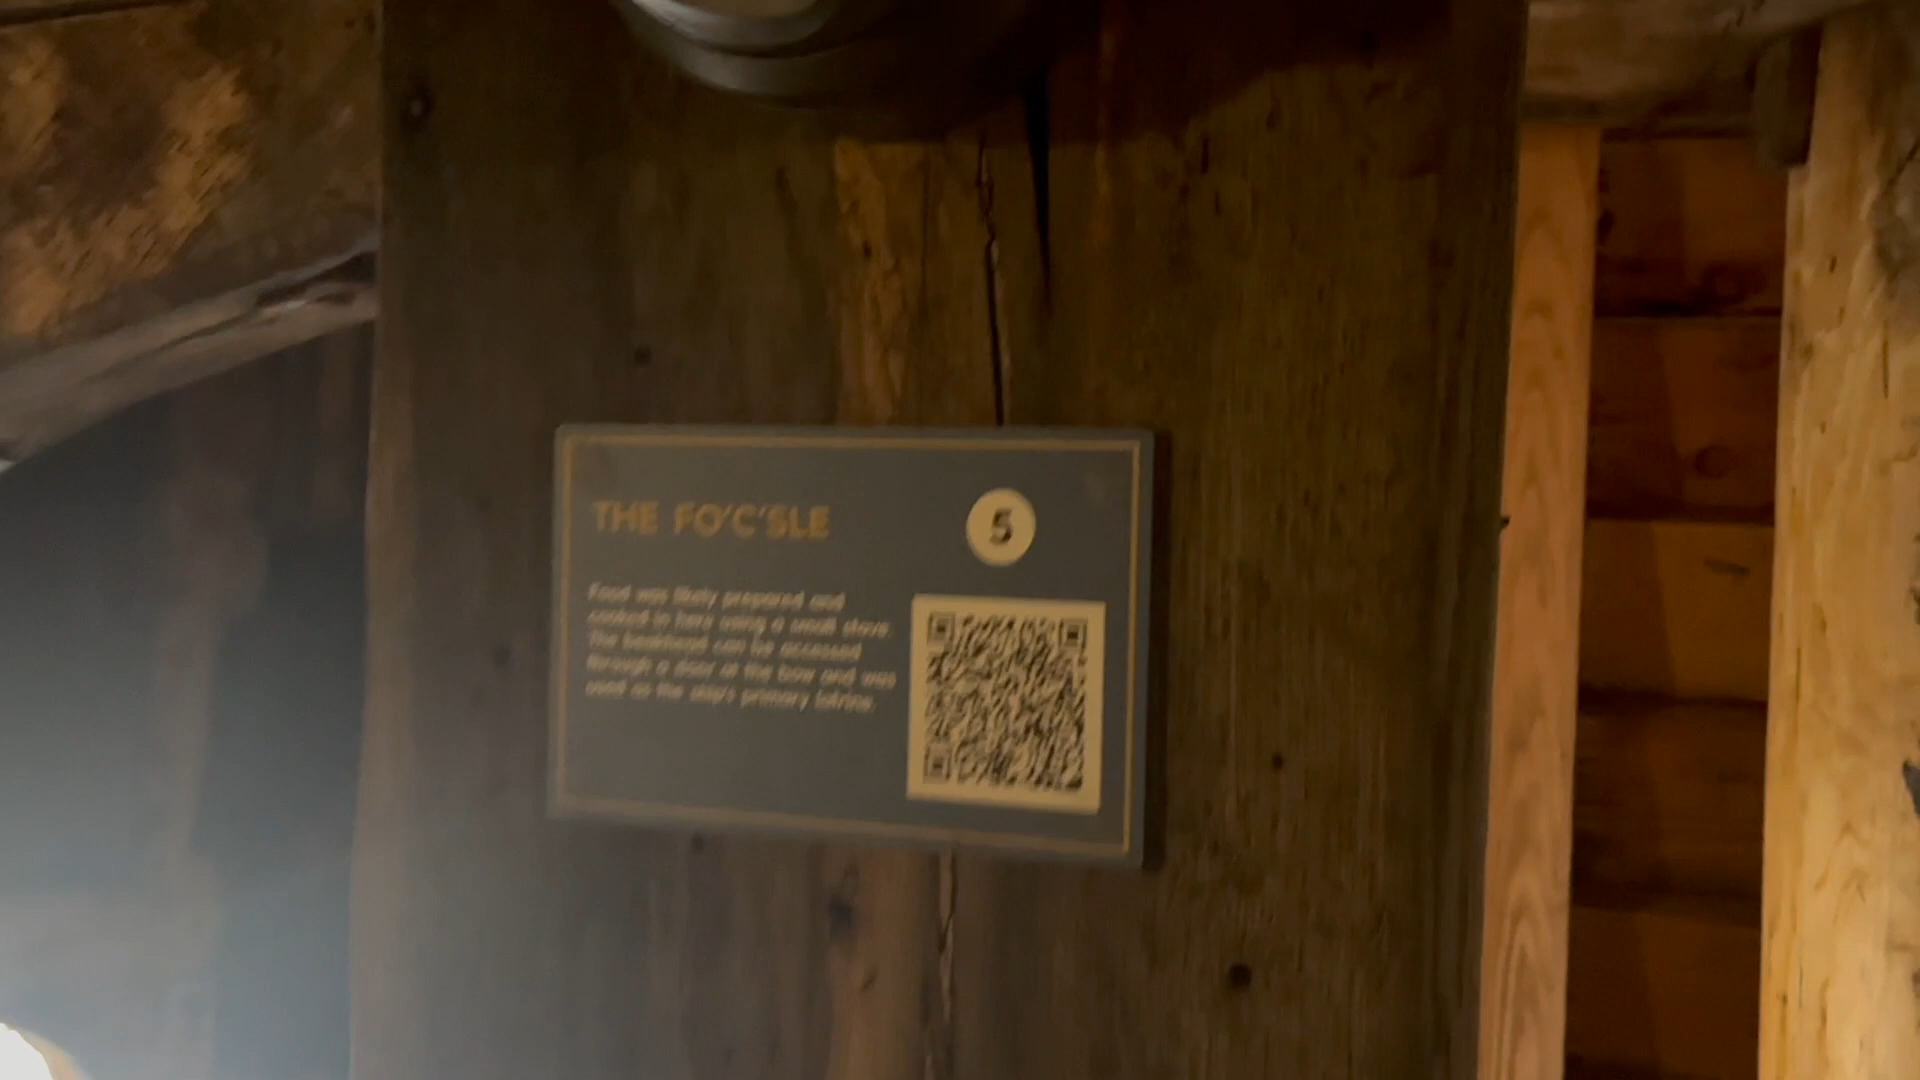 THE FO'C'SLE
5
Food was likely prepared and
cooked in here using a small stove.
The beakhead can be accessed
through a door at the bow and was
used as the ship's primary latrine.